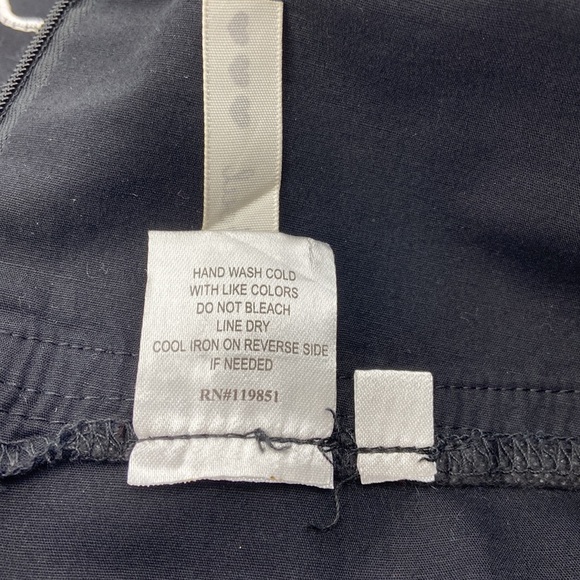 HAND WASH COLD
WITH LIKE COLORS
DO NOT BLEACH
LINE DRY
COOL IRON ON REVERSE SIDE
IF NEEDED
RN#119851